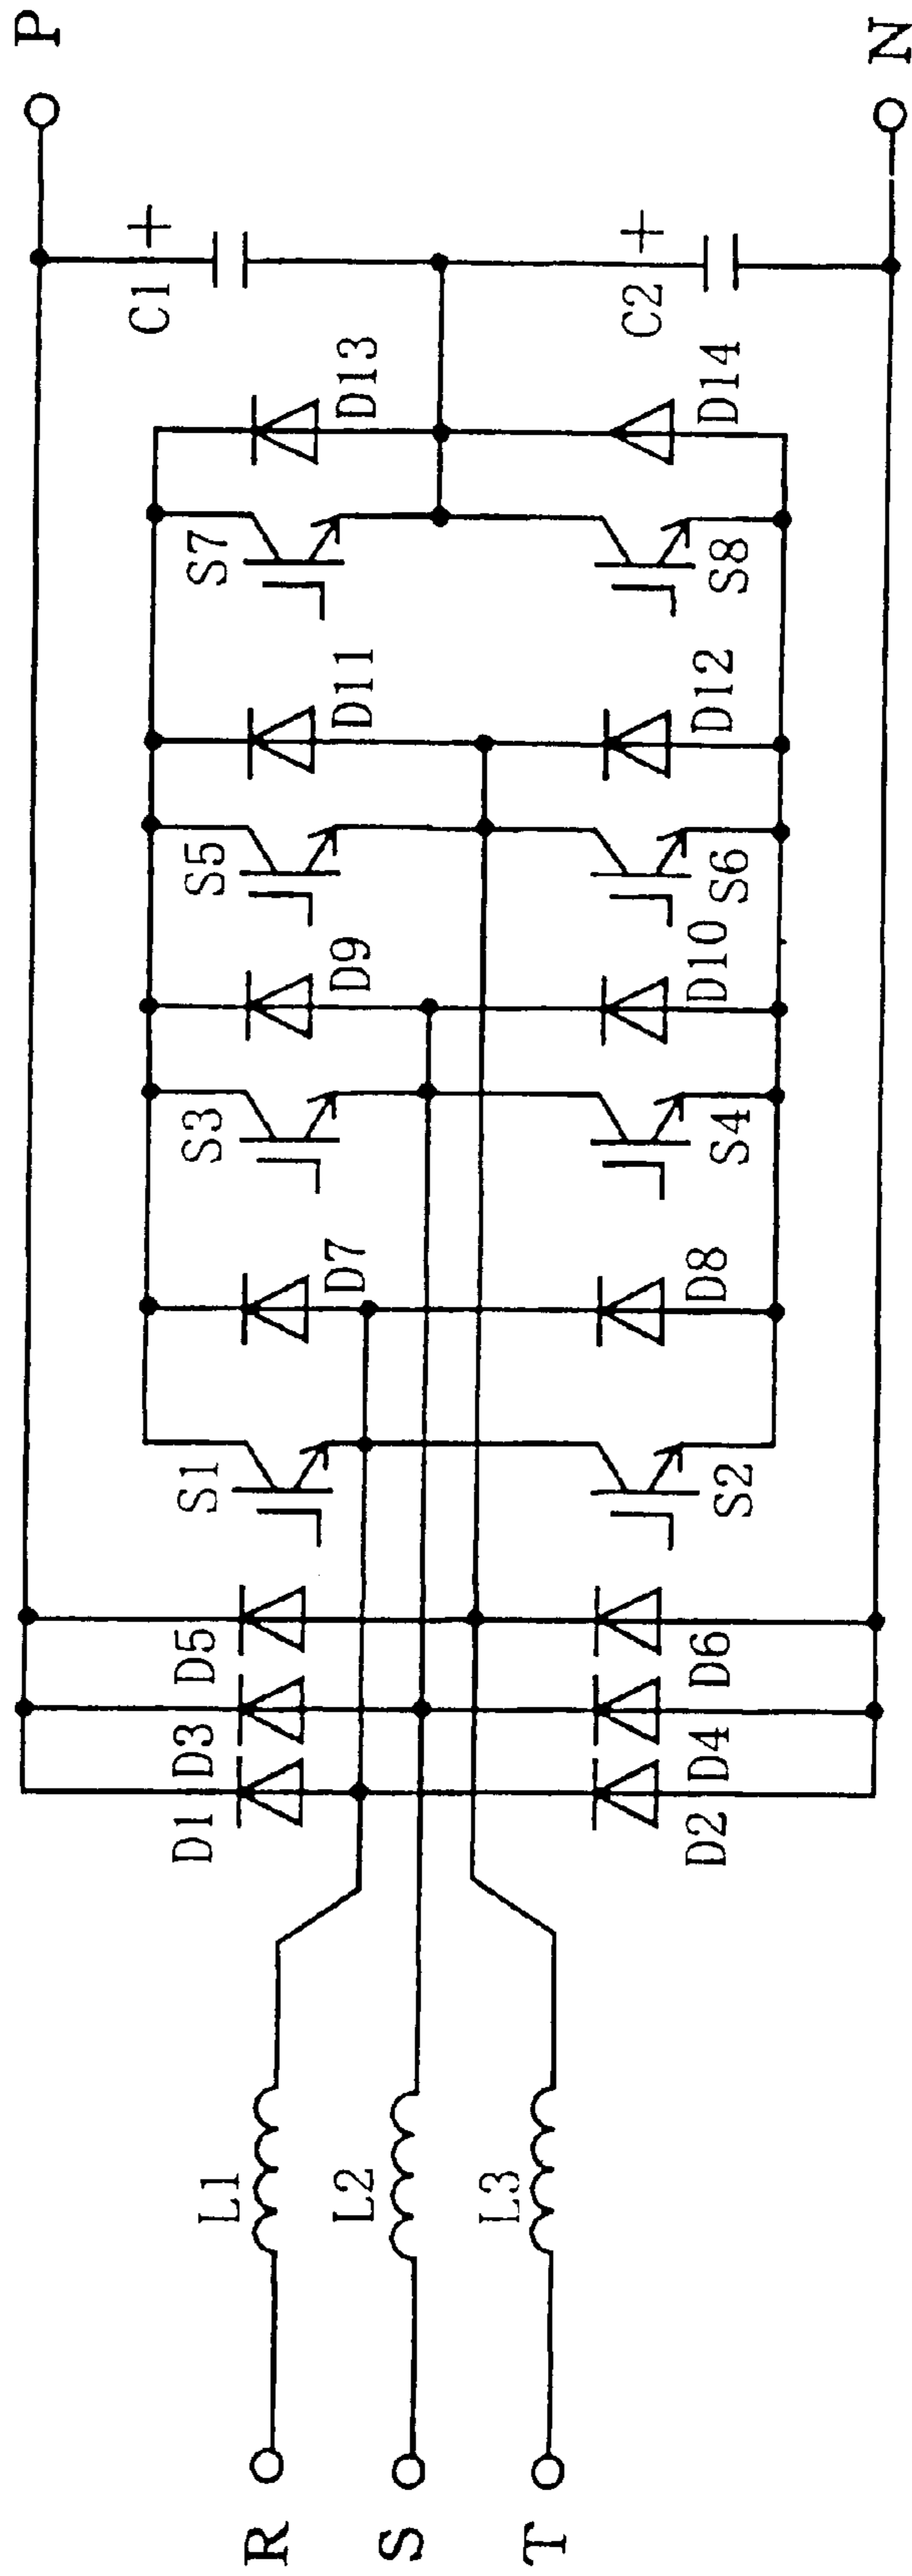 P
N
C1
+
C2
+
D13
D14
S7
S8
D11
D12
S5
S6
D9
D10
S3
S4
D7
D8
S1
S2
D5
D6
D3
D4
D1
D2
L1
L2
L3
R
S
T